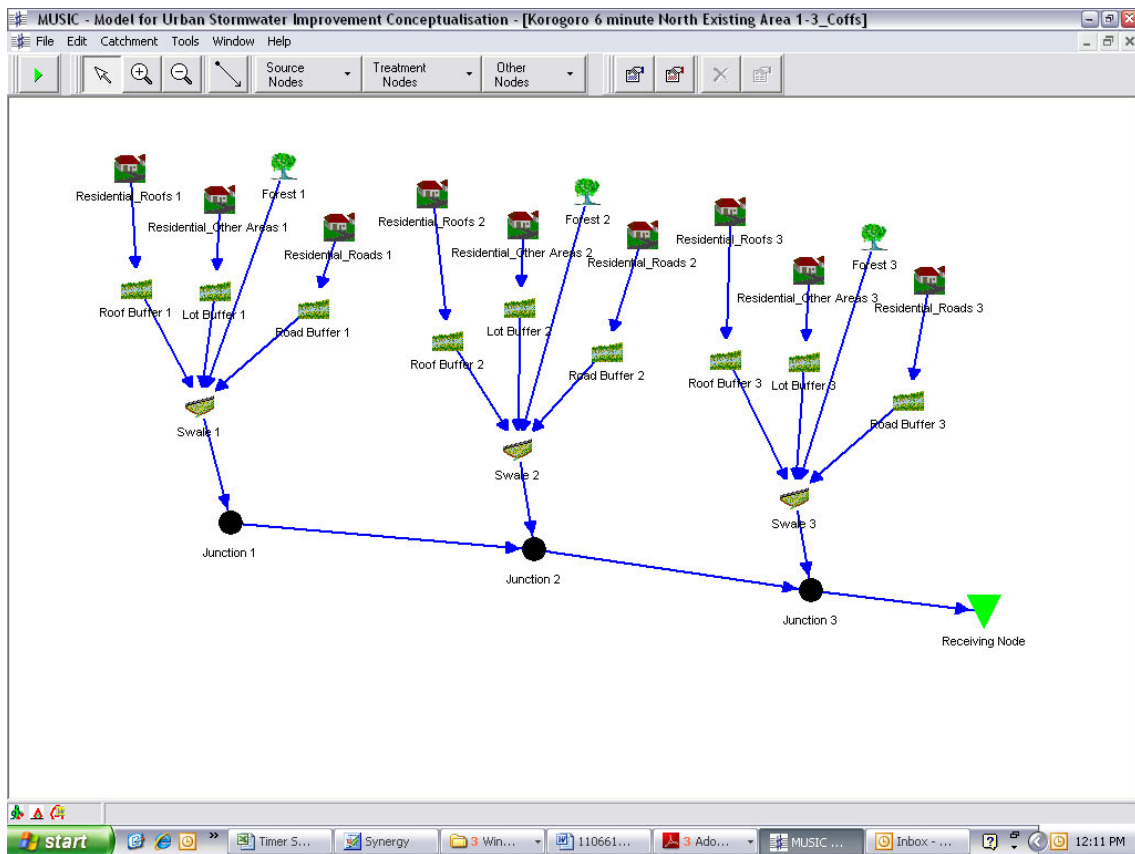 MUSIC - Model for Urban Stormwater Improvement Conceptualisation - [Korogoro 6 minute North Existing Area 1-3_Coffs]
File Edit Catchment Tools Window Help
Source Nodes
Treatment Nodes
Other Nodes
Residential_Roofs 1
Forest 1
Residential_Other Areas 1
Residential_Roads 1
Roof Buffer 1
Lot Buffer 1
Road Buffer 1
Swale 1
Junction 1
Residential_Roofs 2
Forest 2
Residential_Other Areas 2
Residential_Roads 2
Lot Buffer 2
Roof Buffer 2
Road Buffer 2
Swale 2
Junction 2
Residential_Roofs 3
Forest 3
Residential_Other Areas 3
Residential_Roads 3
Roof Buffer 3
Lot Buffer 3
Road Buffer 3
Swale 3
Junction 3
Receiving Node
start
Timer S...
Synergy
3 Win...
110661...
3 Ado...
MUSIC ...
Inbox - ...
12:11 PM